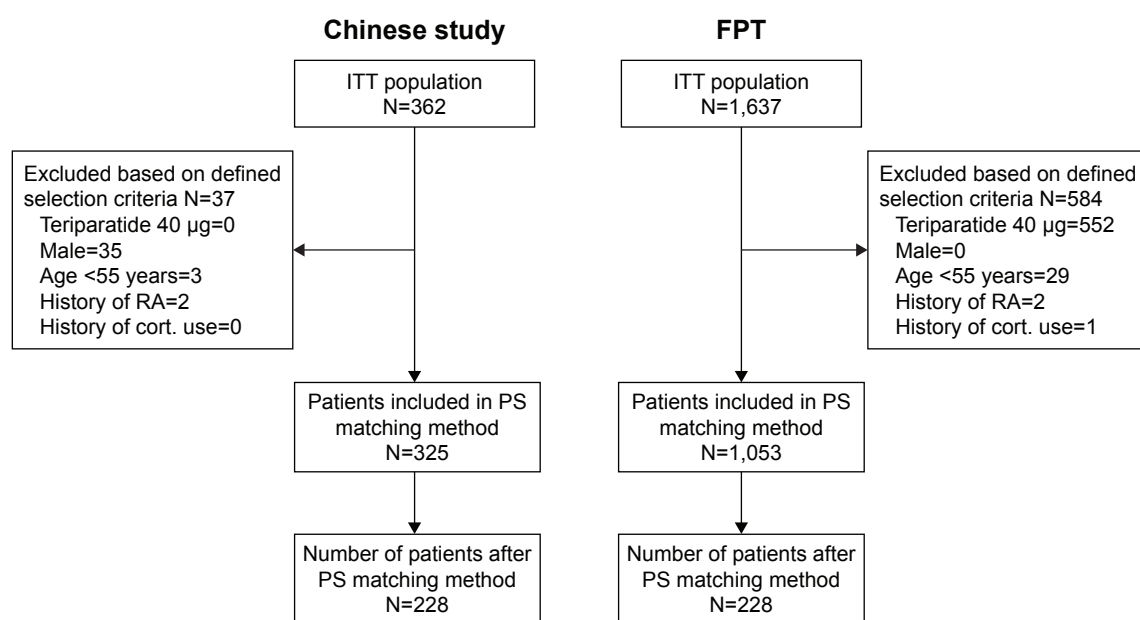 Chinese study
ITT population
N=362
Excluded based on defined
selection criteria N=37
Teriparatide 40 µg=0
Male=35
Age <55 years=3
History of RA=2
History of cort. use=0
Patients included in PS
matching method
N=325
Number of patients after
PS matching method
N=228
FPT
ITT population
N=1,637
Excluded based on defined
selection criteria N=584
Teriparatide 40 µg=552
Male=0
Age <55 years=29
History of RA=2
History of cort. use=1
Patients included in PS
matching method
N=1,053
Number of patients after
PS matching method
N=228